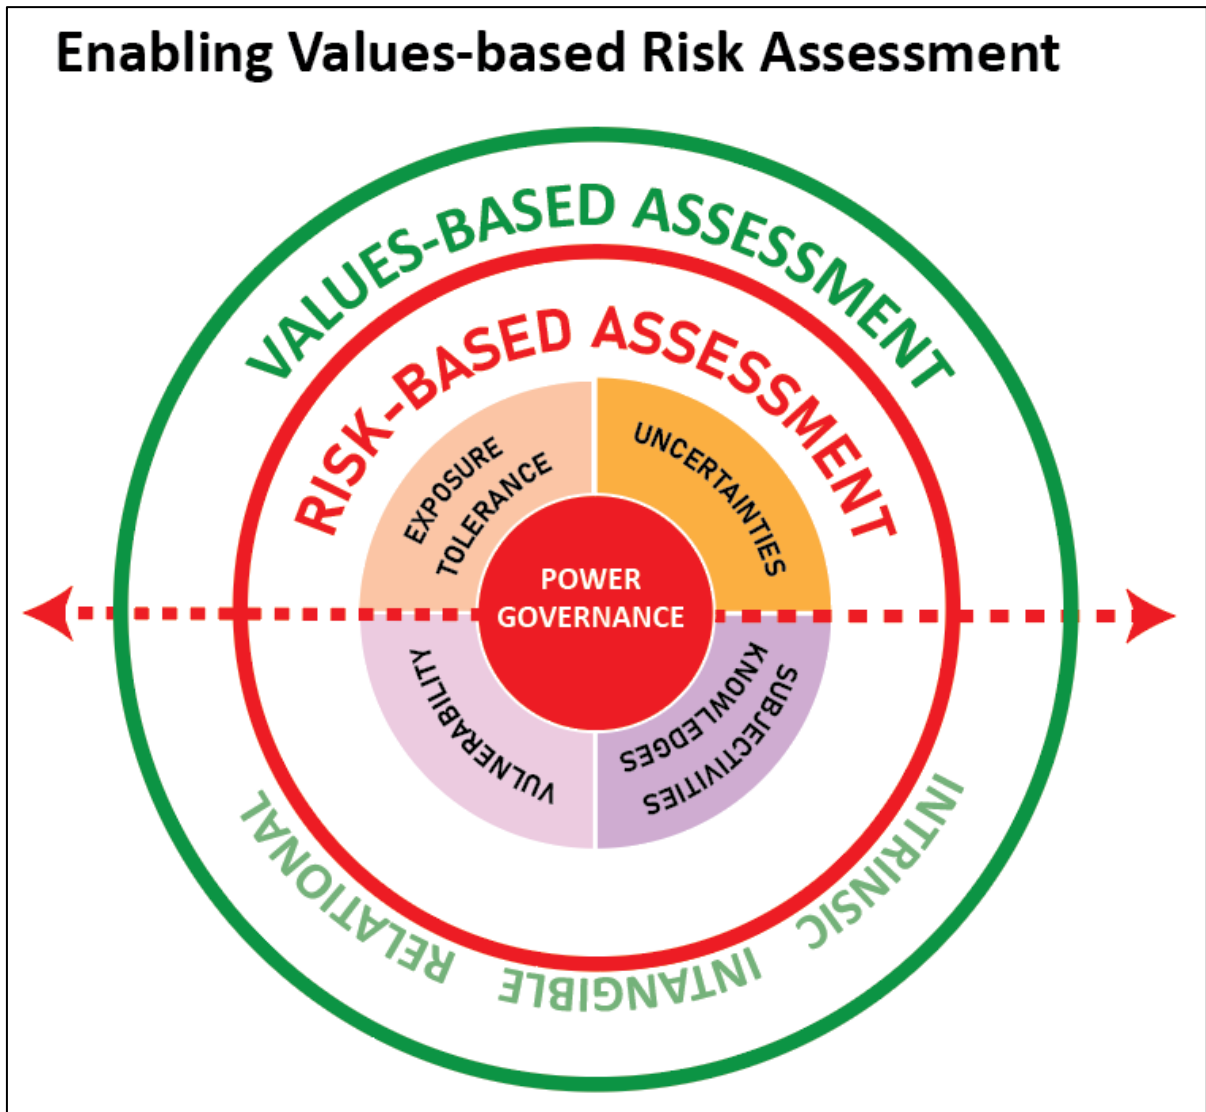 Enabling Values-based Risk Assessment
VALUES-BASED ASSESSMENT
RISK-BASED ASSESSMENT
EXPOSURE
TOLERANCE
UNCERTAINTIES
POWER
GOVERNANCE
VULNERABILITY
SUBJECTIVITIES
KNOWLEDGES
INTRINSIC INTANGIBLE RELATIONAL